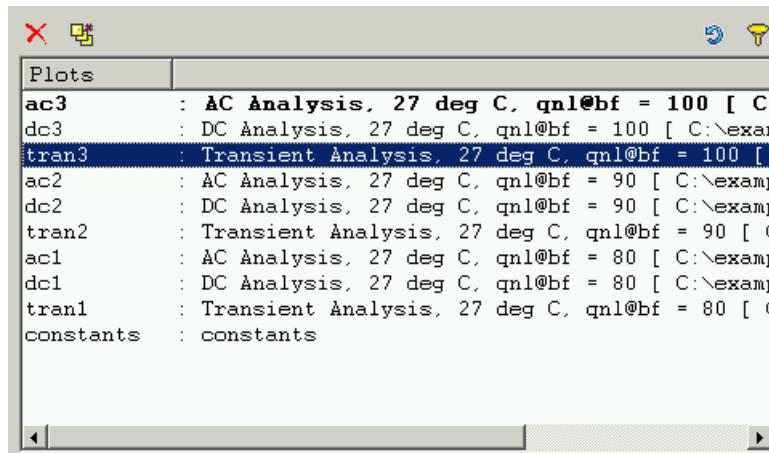 Plots
ac3 : AC Analysis, 27 deg C, qnl@bf = 100 [ C
dc3 : DC Analysis, 27 deg C, qnl@bf = 100 [ C:\exam
tran3 : Transient Analysis, 27 deg C, qnl@bf = 100 [
ac2 : AC Analysis, 27 deg C, qnl@bf = 90 [ C:\examp
dc2 : DC Analysis, 27 deg C, qnl@bf = 90 [ C:\examp
tran2 : Transient Analysis, 27 deg C, qnl@bf = 90 [ C
ac1 : AC Analysis, 27 deg C, qnl@bf = 80 [ C:\examp
dc1 : DC Analysis, 27 deg C, qnl@bf = 80 [ C:\examp
tran1 : Transient Analysis, 27 deg C, qnl@bf = 80 [ C
constants : constants